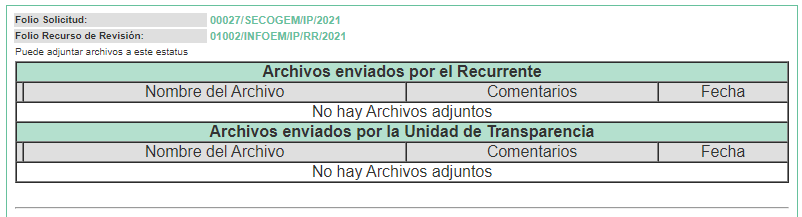 Folio Solicitud: 00027/SECOGEM/IP/2021
Folio Recurso de Revisión: 01002/INFOEM/IP/RR/2021
Puede adjuntar archivos a este estatus
Archivos enviados por el Recurrente
Nombre del Archivo Comentarios Fecha
No hay Archivos adjuntos
Archivos enviados por la Unidad de Transparencia
Nombre del Archivo Comentarios Fecha
No hay Archivos adjuntos